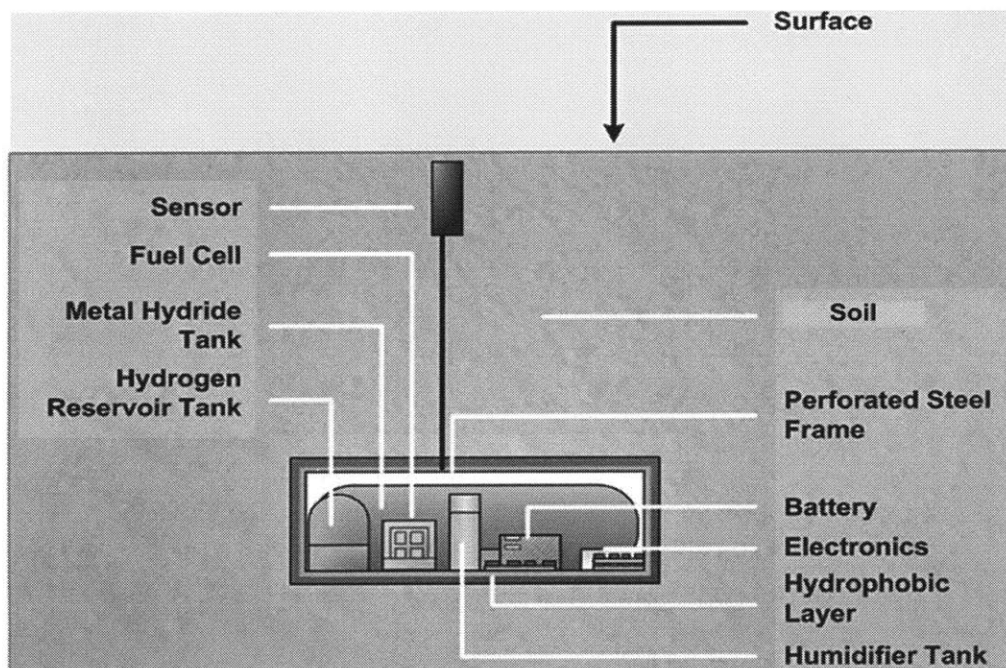 Surface
Sensor
Fuel Cell
Metal Hydride
Tank
Hydrogen
Reservoir Tank
Soil
Perforated Steel
Frame
Battery
Electronics
Hydrophobic
Layer
Humidifier Tank